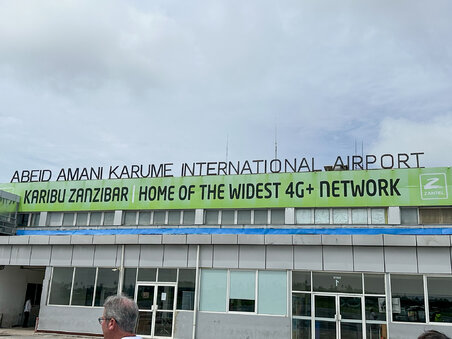 ABEID AMANI KARUME INTERNATIONAL AIRPORT
KARIBU ZANZIBAR | HOME OF THE WIDEST 4G+ NETWORK
Z
ZANTEL